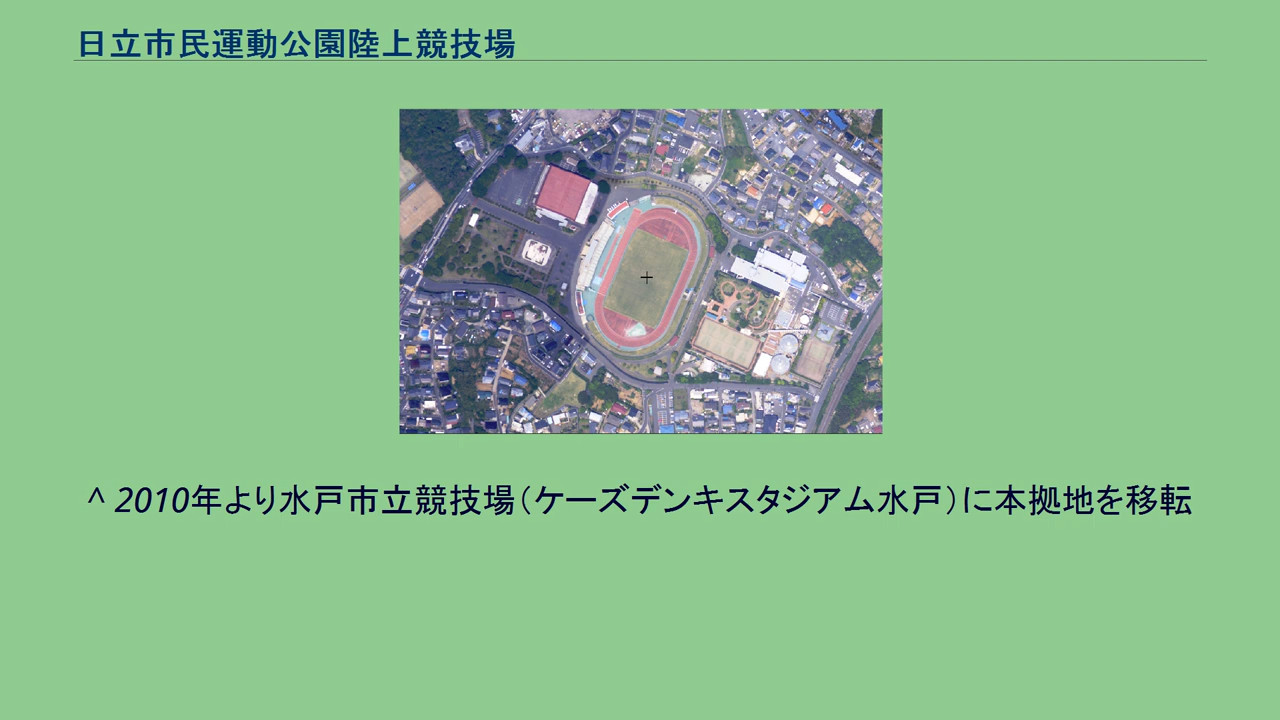 日立市民運動公園陸上競技場
^ 2010年より水戸市立競技場（ケーズデンキスタジアム水戸）に本拠地を移転